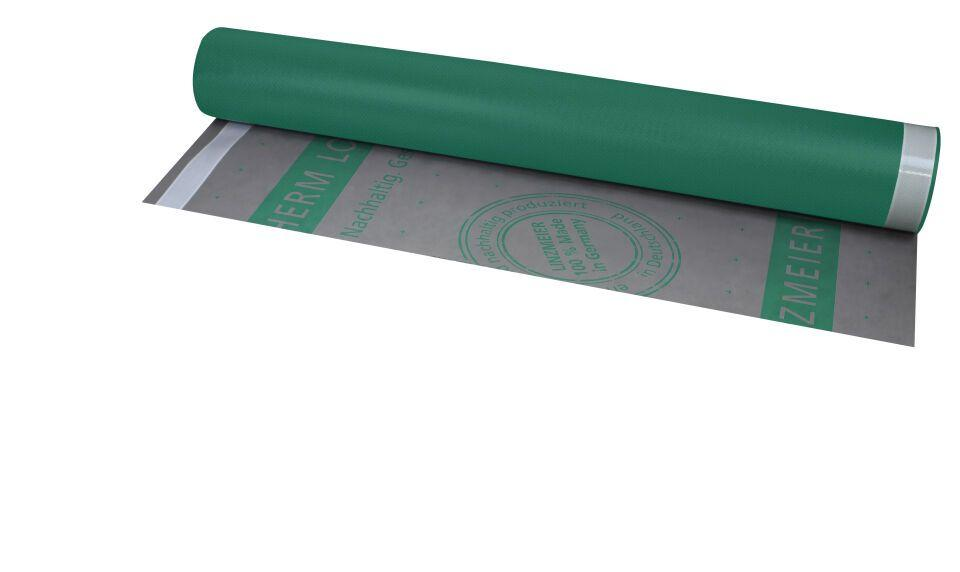 HERM LO
Nachhaltig. Ge
nachhaltig produziert
in Deutschland
LINZMEIER
100 % Made
in Germany
ZMEIER